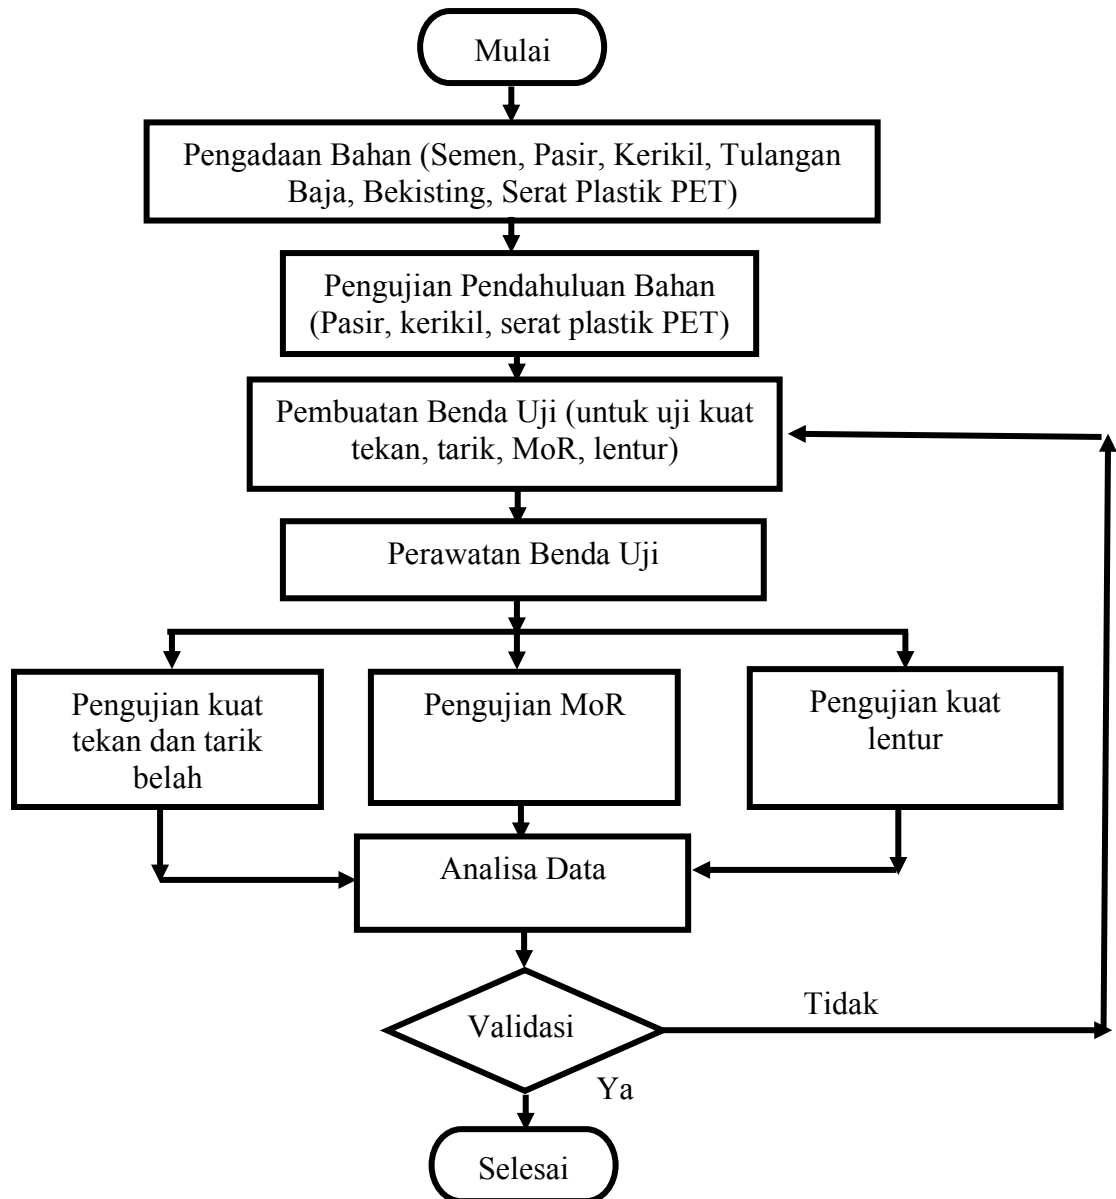 Mulai
Pengadaan Bahan (Semen, Pasir, Kerikil, Tulangan
Baja, Bekisting, Serat Plastik PET)
Pengujian Pendahuluan Bahan
(Pasir, kerikil, serat plastik PET)
Pembuatan Benda Uji (untuk uji kuat
tekan, tarik, MoR, lentur)
Perawatan Benda Uji
Pengujian kuat
tekan dan tarik
belah
Pengujian MoR
Pengujian kuat
lentur
Analisa Data
Validasi
Tidak
Ya
Selesai